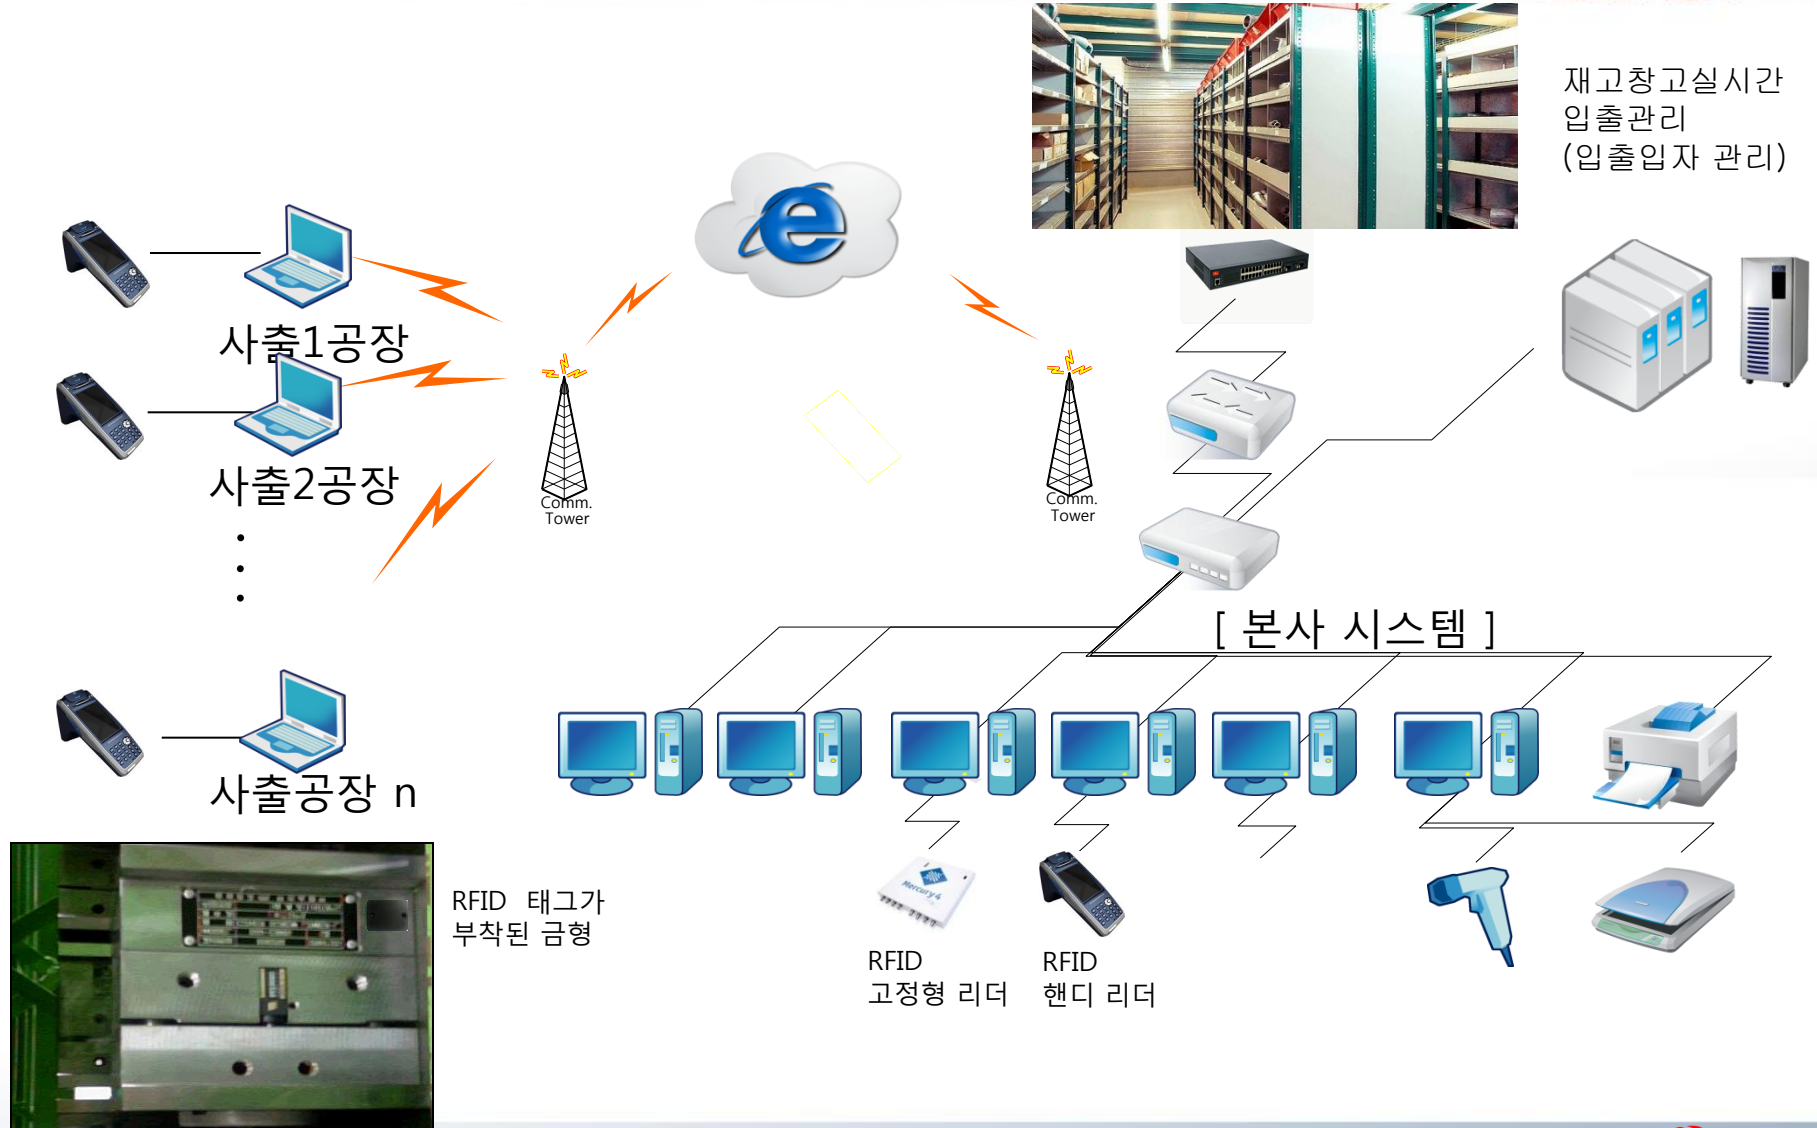 재고창고실시간
입출관리
(입출입자 관리)
사출1공장
사출2공장
Comm.
Tower
Comm.
Tower
[ 본사 시스템 ]
사출공장 n
RFID 태그가
부착된 금형
Mercury4
RFID
고정형 리더
RFID
핸디 리더